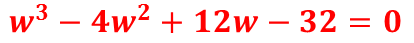 w³ − 4w² + 12w − 32 = 0